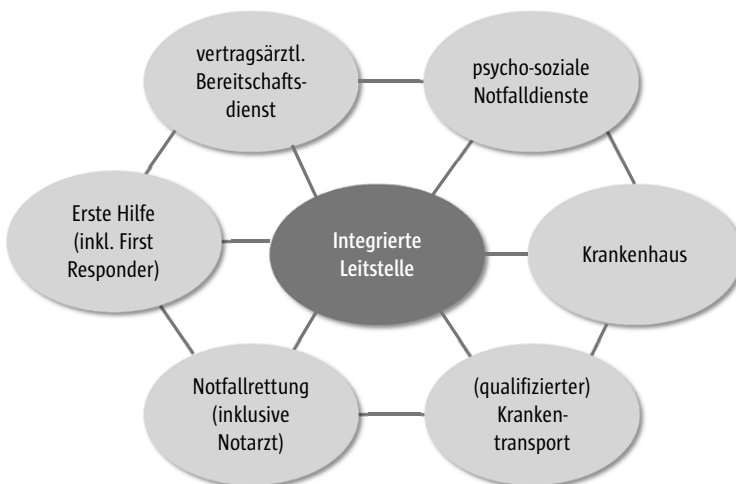 vertragsärztl.
Bereitschafts-
dienst
psycho-soziale
Notfalldienste
Erste Hilfe
(inkl. First
Responder)
Integrierte
Leitstelle
Krankenhaus
Notfallrettung
(inklusive
Notarzt)
(qualifizierter)
Kranken-
transport